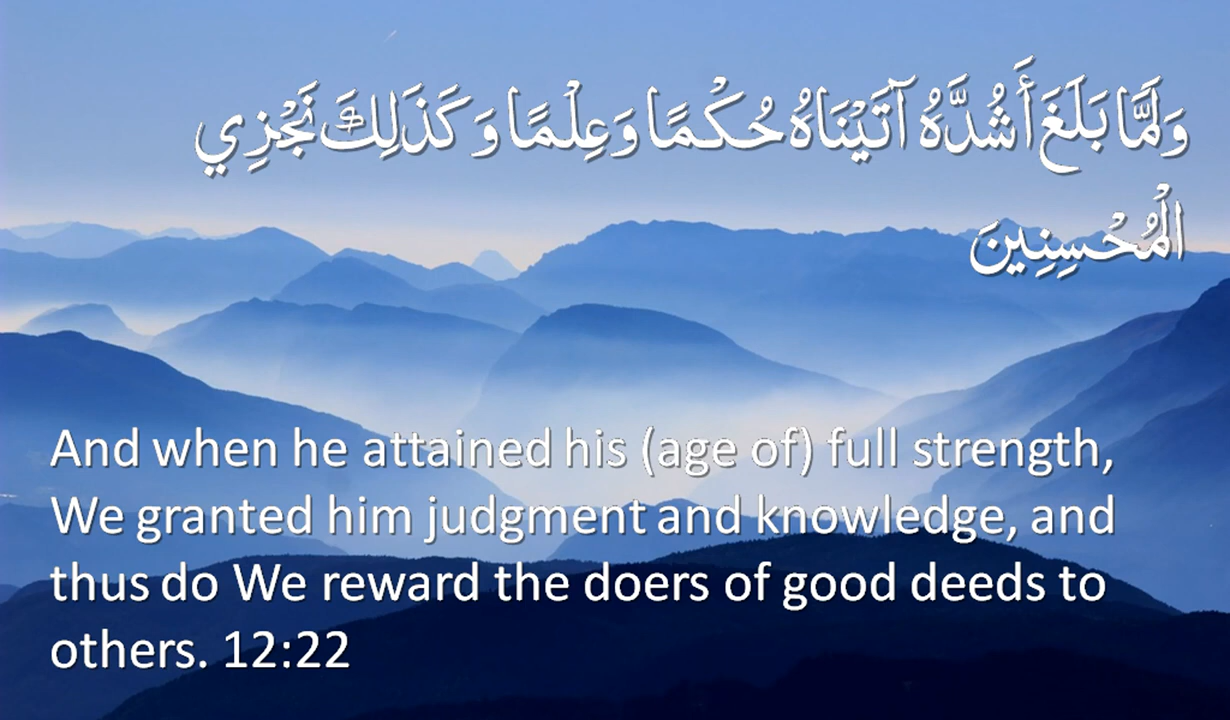 وَلَمَّا بَلَغَ أَشُدَّهُ آتَيْنَاهُ حُكْمًا وَعِلْمًا وَكَذَلِكَ نَجْزِي
الْمُحْسِنِينَ
And when he attained his (age of) full strength,
We granted him judgment and knowledge, and
thus do We reward the doers of good deeds to
others. 12:22